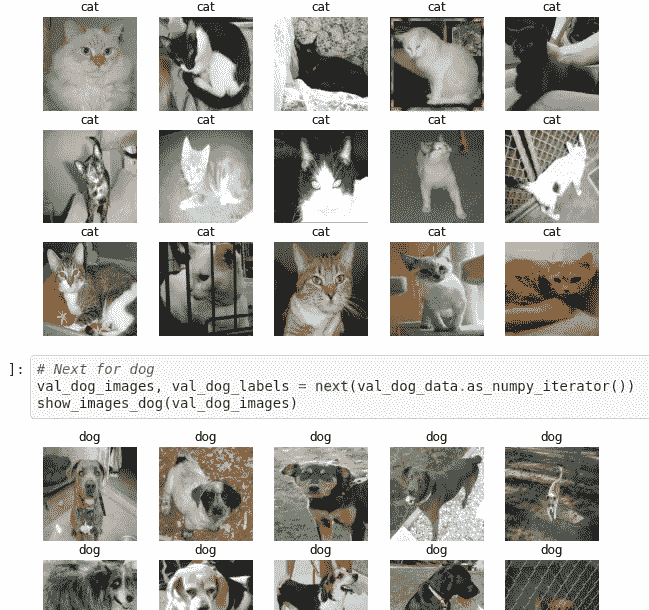 cat cat cat cat cat
cat cat cat cat cat
cat cat cat cat cat
]: # Next for dog
val_dog_images, val_dog_labels = next(val_dog_data.as_numpy_iterator())
show_images_dog(val_dog_images)
dog dog dog dog dog
dog dog dog dog dog